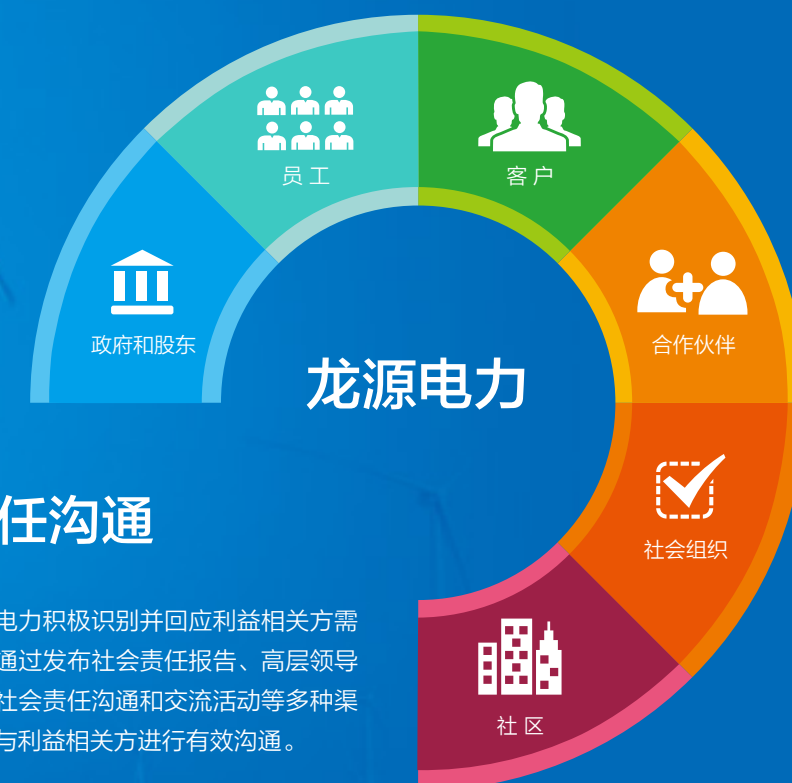 员工
客户
政府和股东
合作伙伴
龙源电力
任沟通
社会组织
电力积极识别并回应利益相关方需
通过发布社会责任报告、高层领导
社会责任沟通和交流活动等多种渠
与利益相关方进行有效沟通。
社区